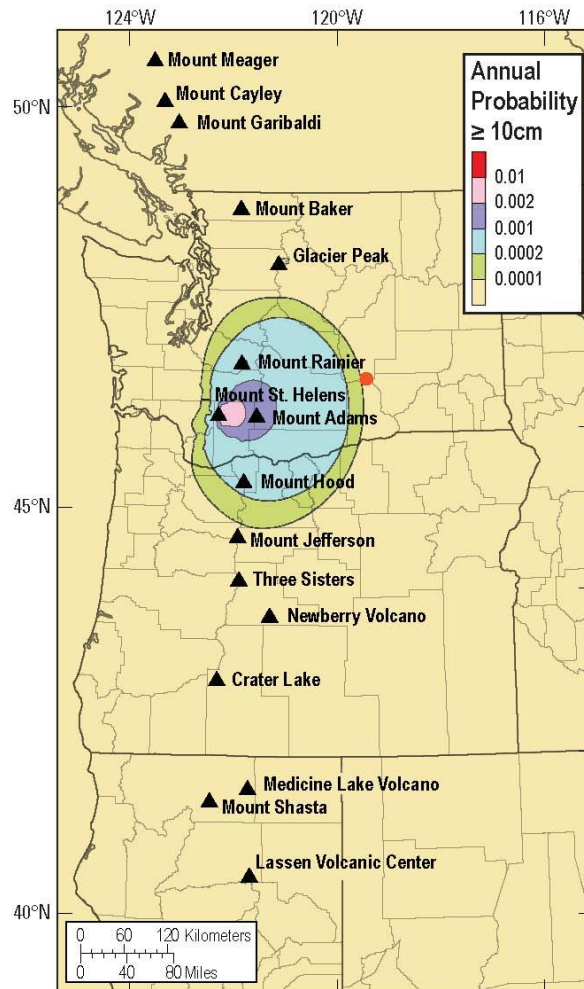 124°W 120°W 116°W
Annual
Probability
≥ 10cm
0.01
0.002
0.001
0.0002
0.0001
50°N
45°N
40°N
Mount Meager
Mount Cayley
Mount Garibaldi
Mount Baker
Glacier Peak
Mount Rainier
Mount St. Helens
Mount Adams
Mount Hood
Mount Jefferson
Three Sisters
Newberry Volcano
Crater Lake
Medicine Lake Volcano
Mount Shasta
Lassen Volcanic Center
0 60 120 Kilometers
0 40 80 Miles